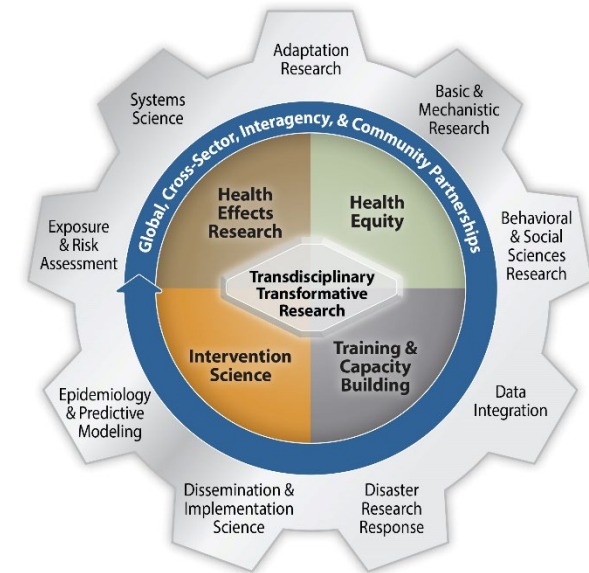 Adaptation
Research
Basic &
Mechanistic
Research
Behavioral
& Social
Sciences
Research
Data
Integration
Disaster
Research
Response
Dissemination &
Implementation
Science
Epidemiology
& Predictive
Modeling
Exposure
& Risk
Assessment
Systems
Science
Global, Cross-Sector, Interagency, & Community Partnerships
Health
Effects
Research
Health
Equity
Transdisciplinary
Transformative
Research
Intervention
Science
Training &
Capacity
Building